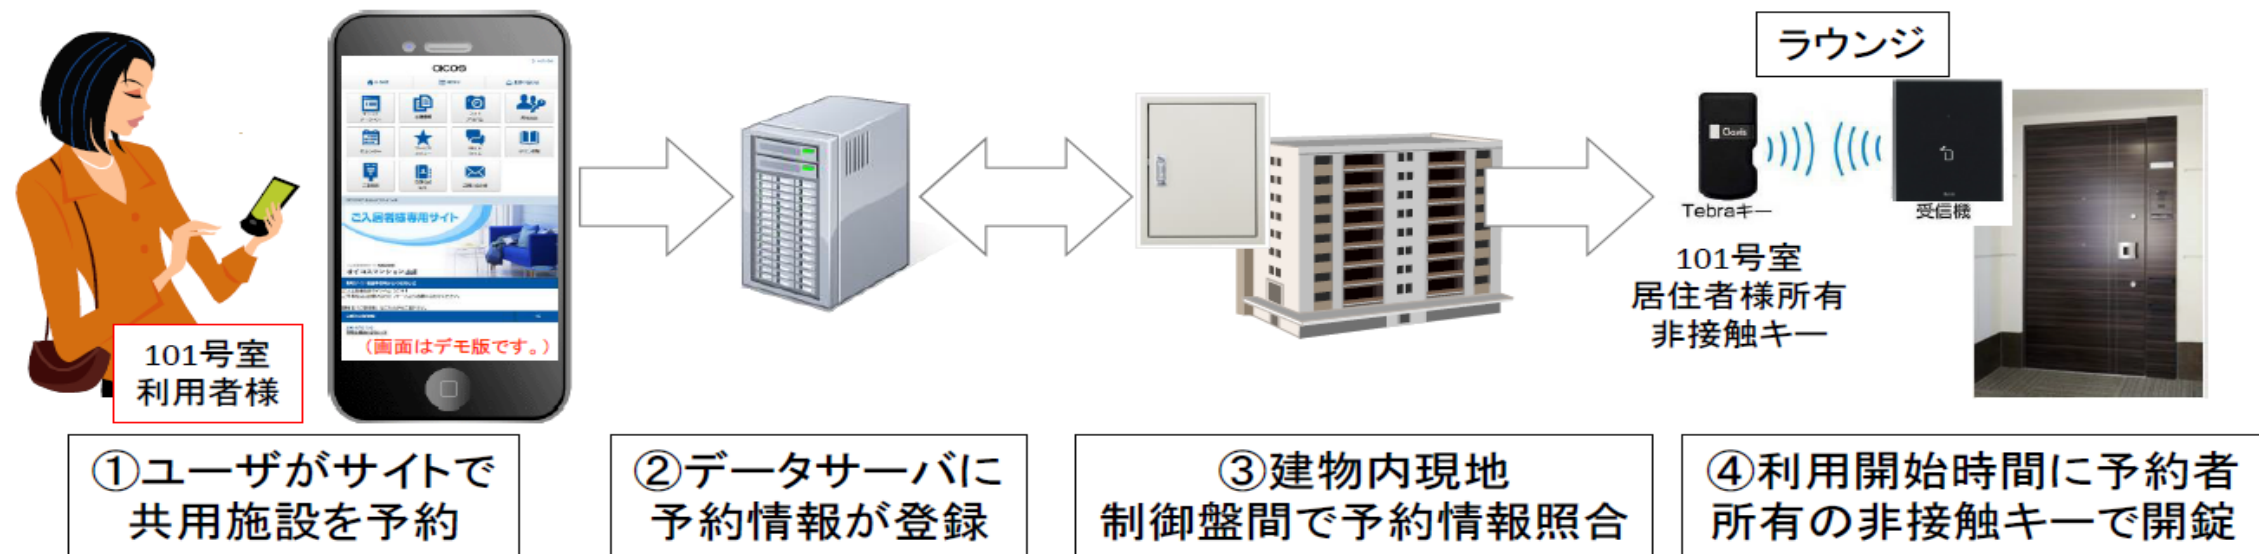 ラウンジ
OICOS
ご入居者様専用サイト
(画面はデモ版です。)
101号室
利用者様
Clavis
Tebraキー
受信機
101号室
居住者様所有
非接触キー
①ユーザがサイトで
共用施設を予約
②データサーバに
予約情報が登録
③建物内現地
制御盤間で予約情報照合
④利用開始時間に予約者
所有の非接触キーで開錠